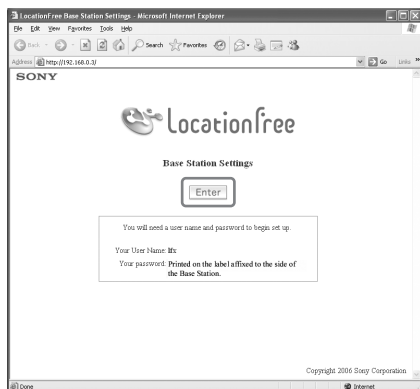 LocationFree Base Station Settings - Microsoft Internet Explorer
File Edit View Favorites Tools Help
Back Search Favorites
Address http://192.168.0.3/ Go Links »
SONY
LocationFree
Base Station Settings
Enter
You will need a user name and password to begin set up.
Your User Name: lfx
Your password: Printed on the label affixed to the side of
the Base Station.
Copyright 2006 Sony Corporation
Done Internet